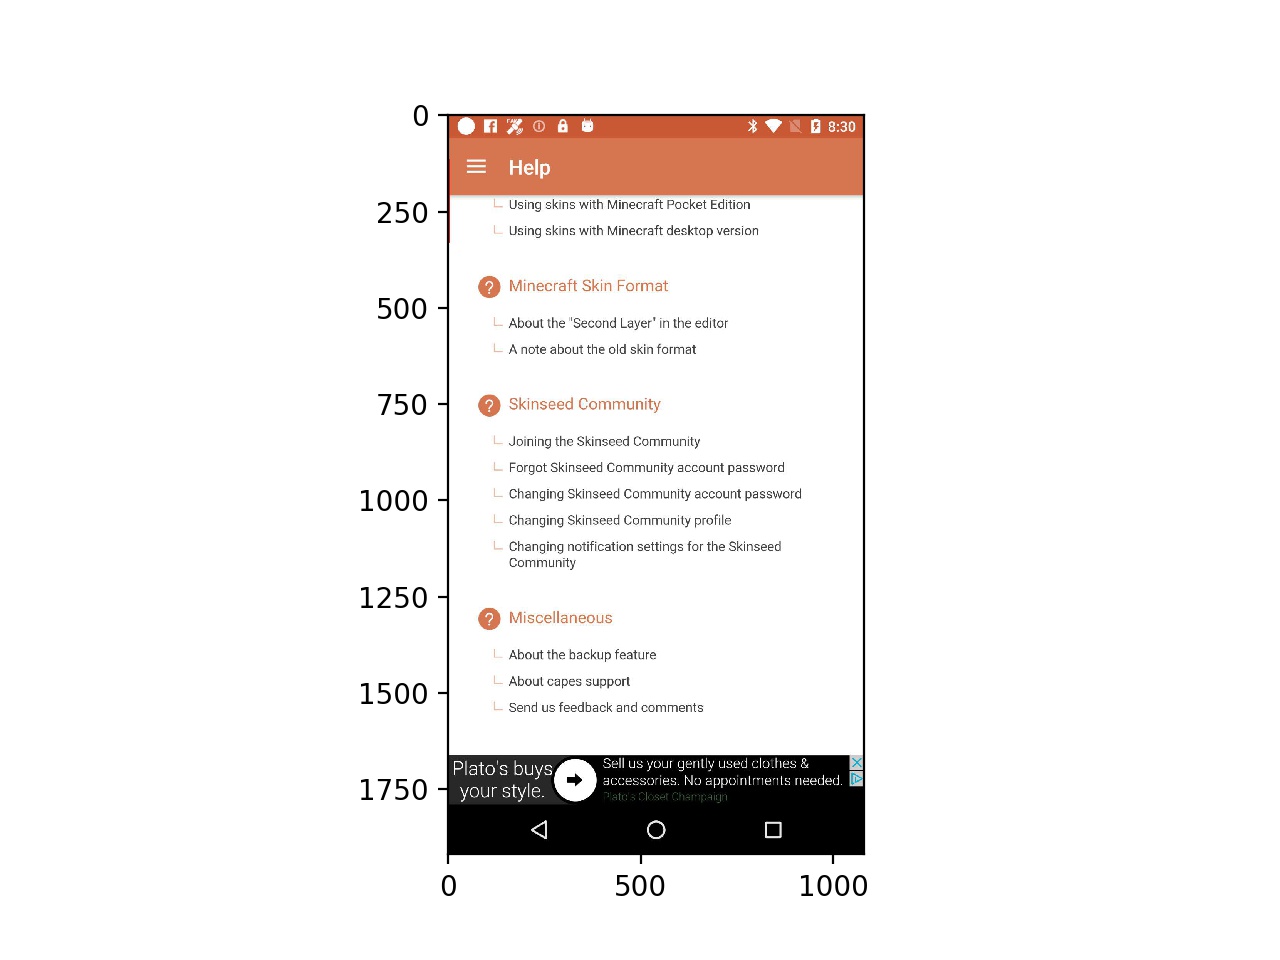 0
250
500
750
1000
1250
1500
1750
8:30
Help
Using skins with Minecraft Pocket Edition
Using skins with Minecraft desktop version
? Minecraft Skin Format
About the "Second Layer" in the editor
A note about the old skin format
? Skinseed Community
Joining the Skinseed Community
Forgot Skinseed Community account password
Changing Skinseed Community account password
Changing Skinseed Community profile
Changing notification settings for the Skinseed
Community
? Miscellaneous
About the backup feature
About capes support
Send us feedback and comments
Plato's buys
your style.
Sell us your gently used clothes &
accessories. No appointments needed.
Plato's Closet Champaign
0 500 1000